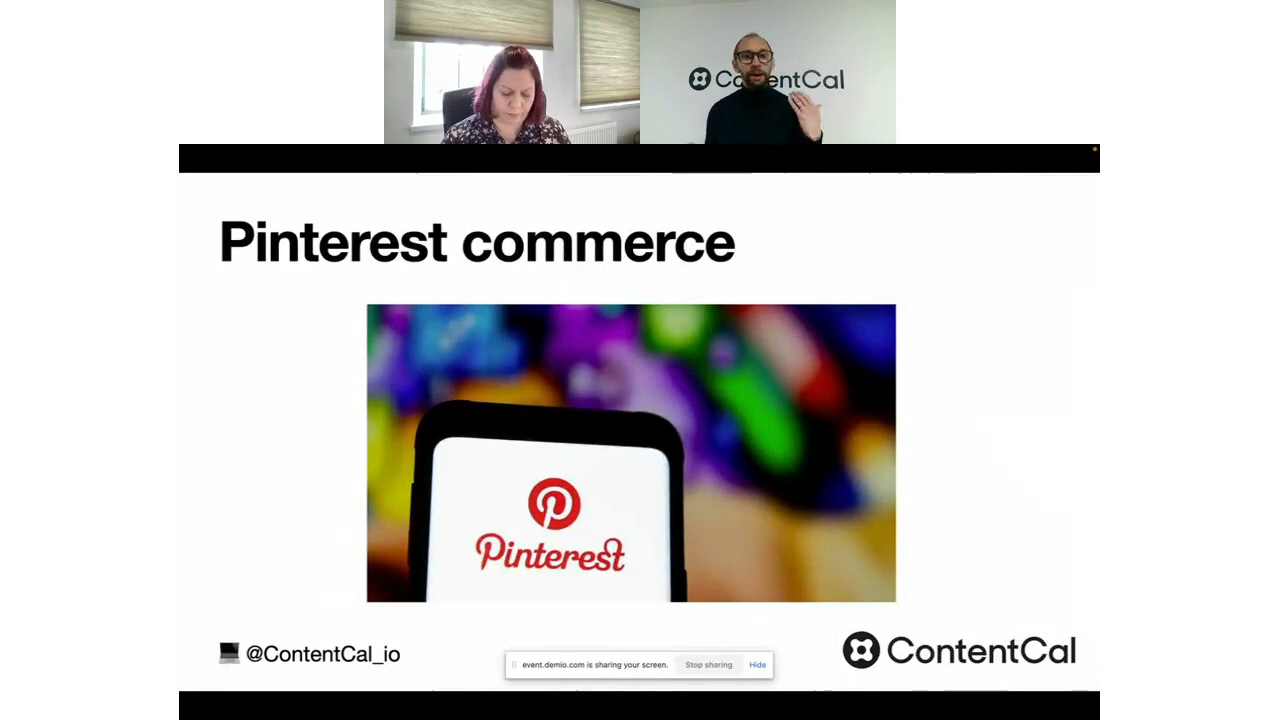 ContentCal
Pinterest commerce
Pinterest
@ContentCal_io
event.demio.com is sharing your screen.
Stop sharing
Hide
ContentCal